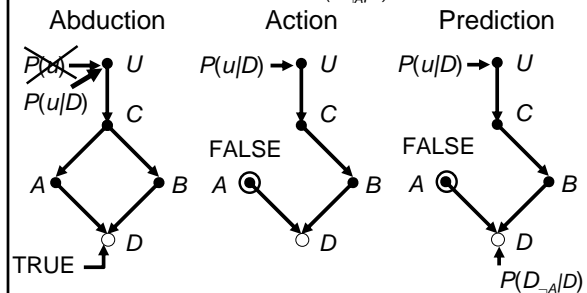 Abduction
P(u)
U
P(u|D)
C
A
B
D
TRUE
Action
P(u|D)
U
C
FALSE
A
B
D
Prediction
P(u|D)
U
C
FALSE
A
B
D
P(D¬A|D)